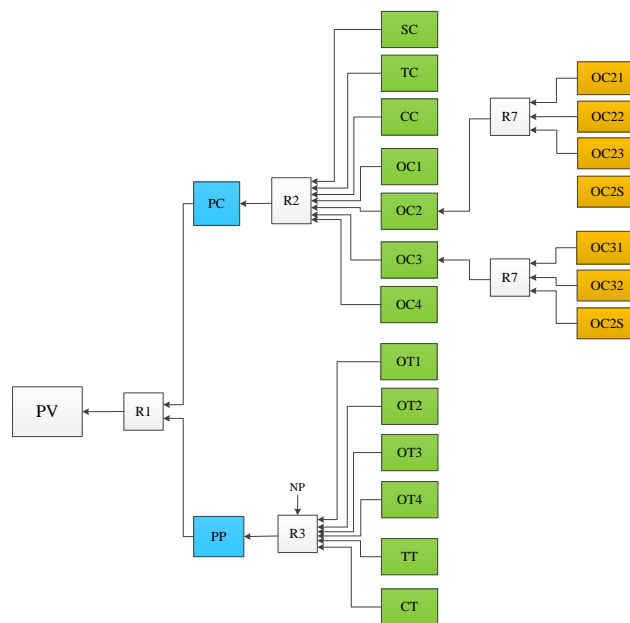 SC
TC
CC
OC1
OC2
OC3
OC4
R7
OC21
OC22
OC23
OC2S
R7
OC31
OC32
OC2S
PC
R2
PV
R1
OT1
OT2
OT3
OT4
TT
CT
NP
R3
PP